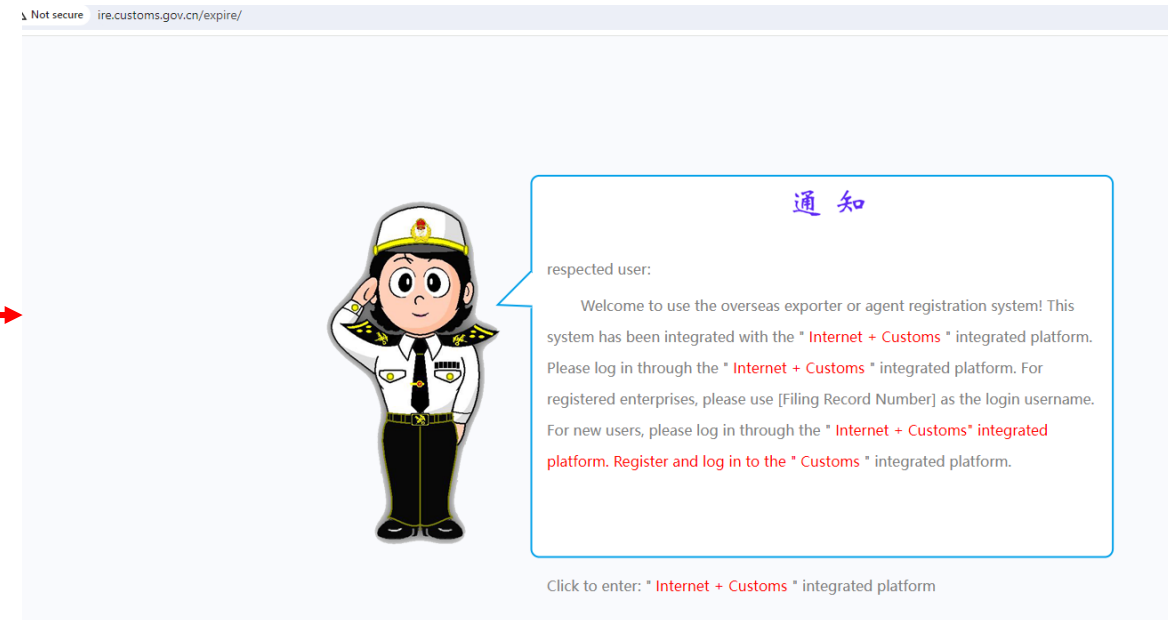 Not secure ire.customs.gov.cn/expire/
通 知
respected user:
Welcome to use the overseas exporter or agent registration system! This
system has been integrated with the " Internet + Customs " integrated platform.
Please log in through the " Internet + Customs " integrated platform. For
registered enterprises, please use [Filing Record Number] as the login username.
For new users, please log in through the " Internet + Customs" integrated
platform. Register and log in to the " Customs " integrated platform.
Click to enter: " Internet + Customs " integrated platform